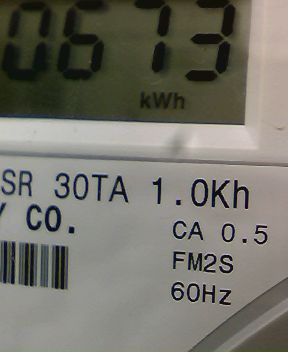 0673
kWh
SR 30TA 1.0Kh
Y CO.
CA 0.5
FM2S
60Hz